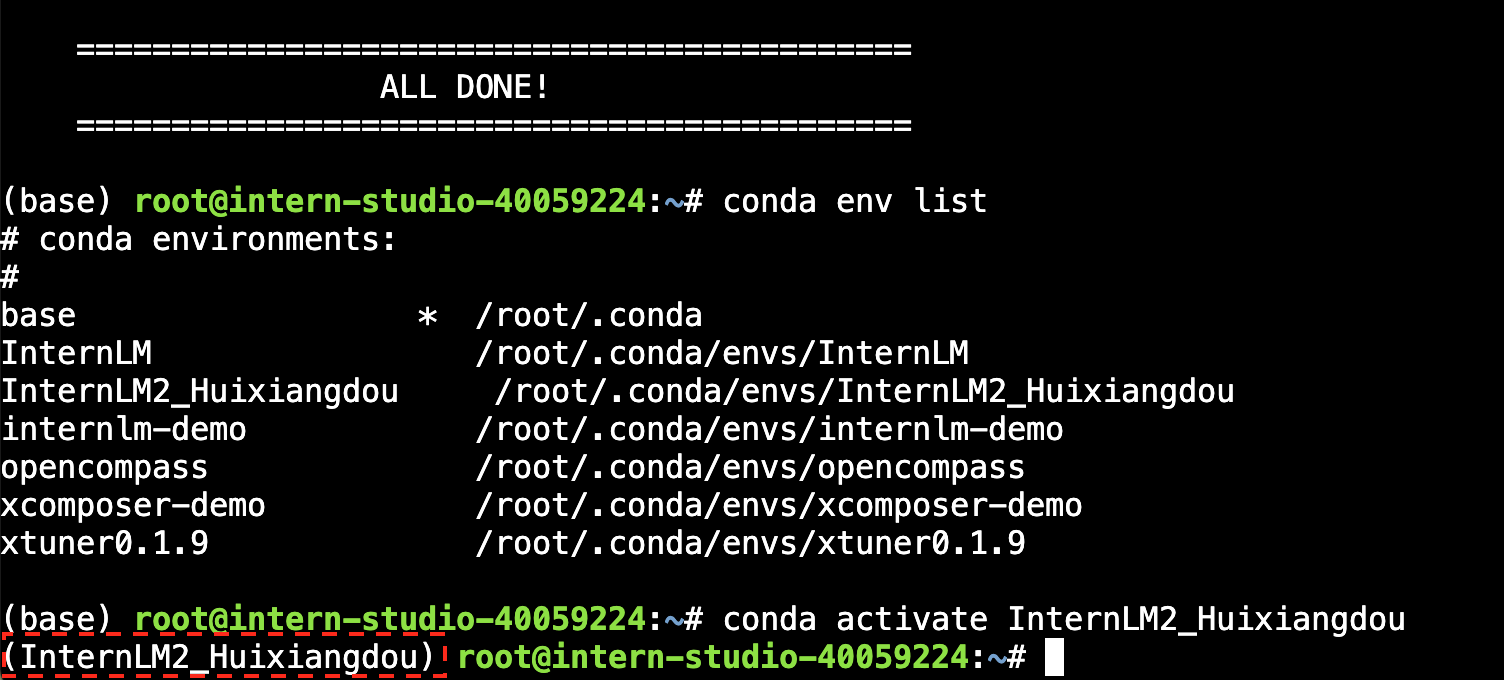 ============================================
ALL DONE!
============================================
(base) root@intern-studio-40059224:~# conda env list
# conda environments:
#
base                  *  /root/.conda
InternLM                 /root/.conda/envs/InternLM
InternLM2_Huixiangdou     /root/.conda/envs/InternLM2_Huixiangdou
internlm-demo            /root/.conda/envs/internlm-demo
opencompass              /root/.conda/envs/opencompass
xcomposer-demo           /root/.conda/envs/xcomposer-demo
xtuner0.1.9              /root/.conda/envs/xtuner0.1.9
(base) root@intern-studio-40059224:~# conda activate InternLM2_Huixiangdou
(InternLM2_Huixiangdou) root@intern-studio-40059224:~#